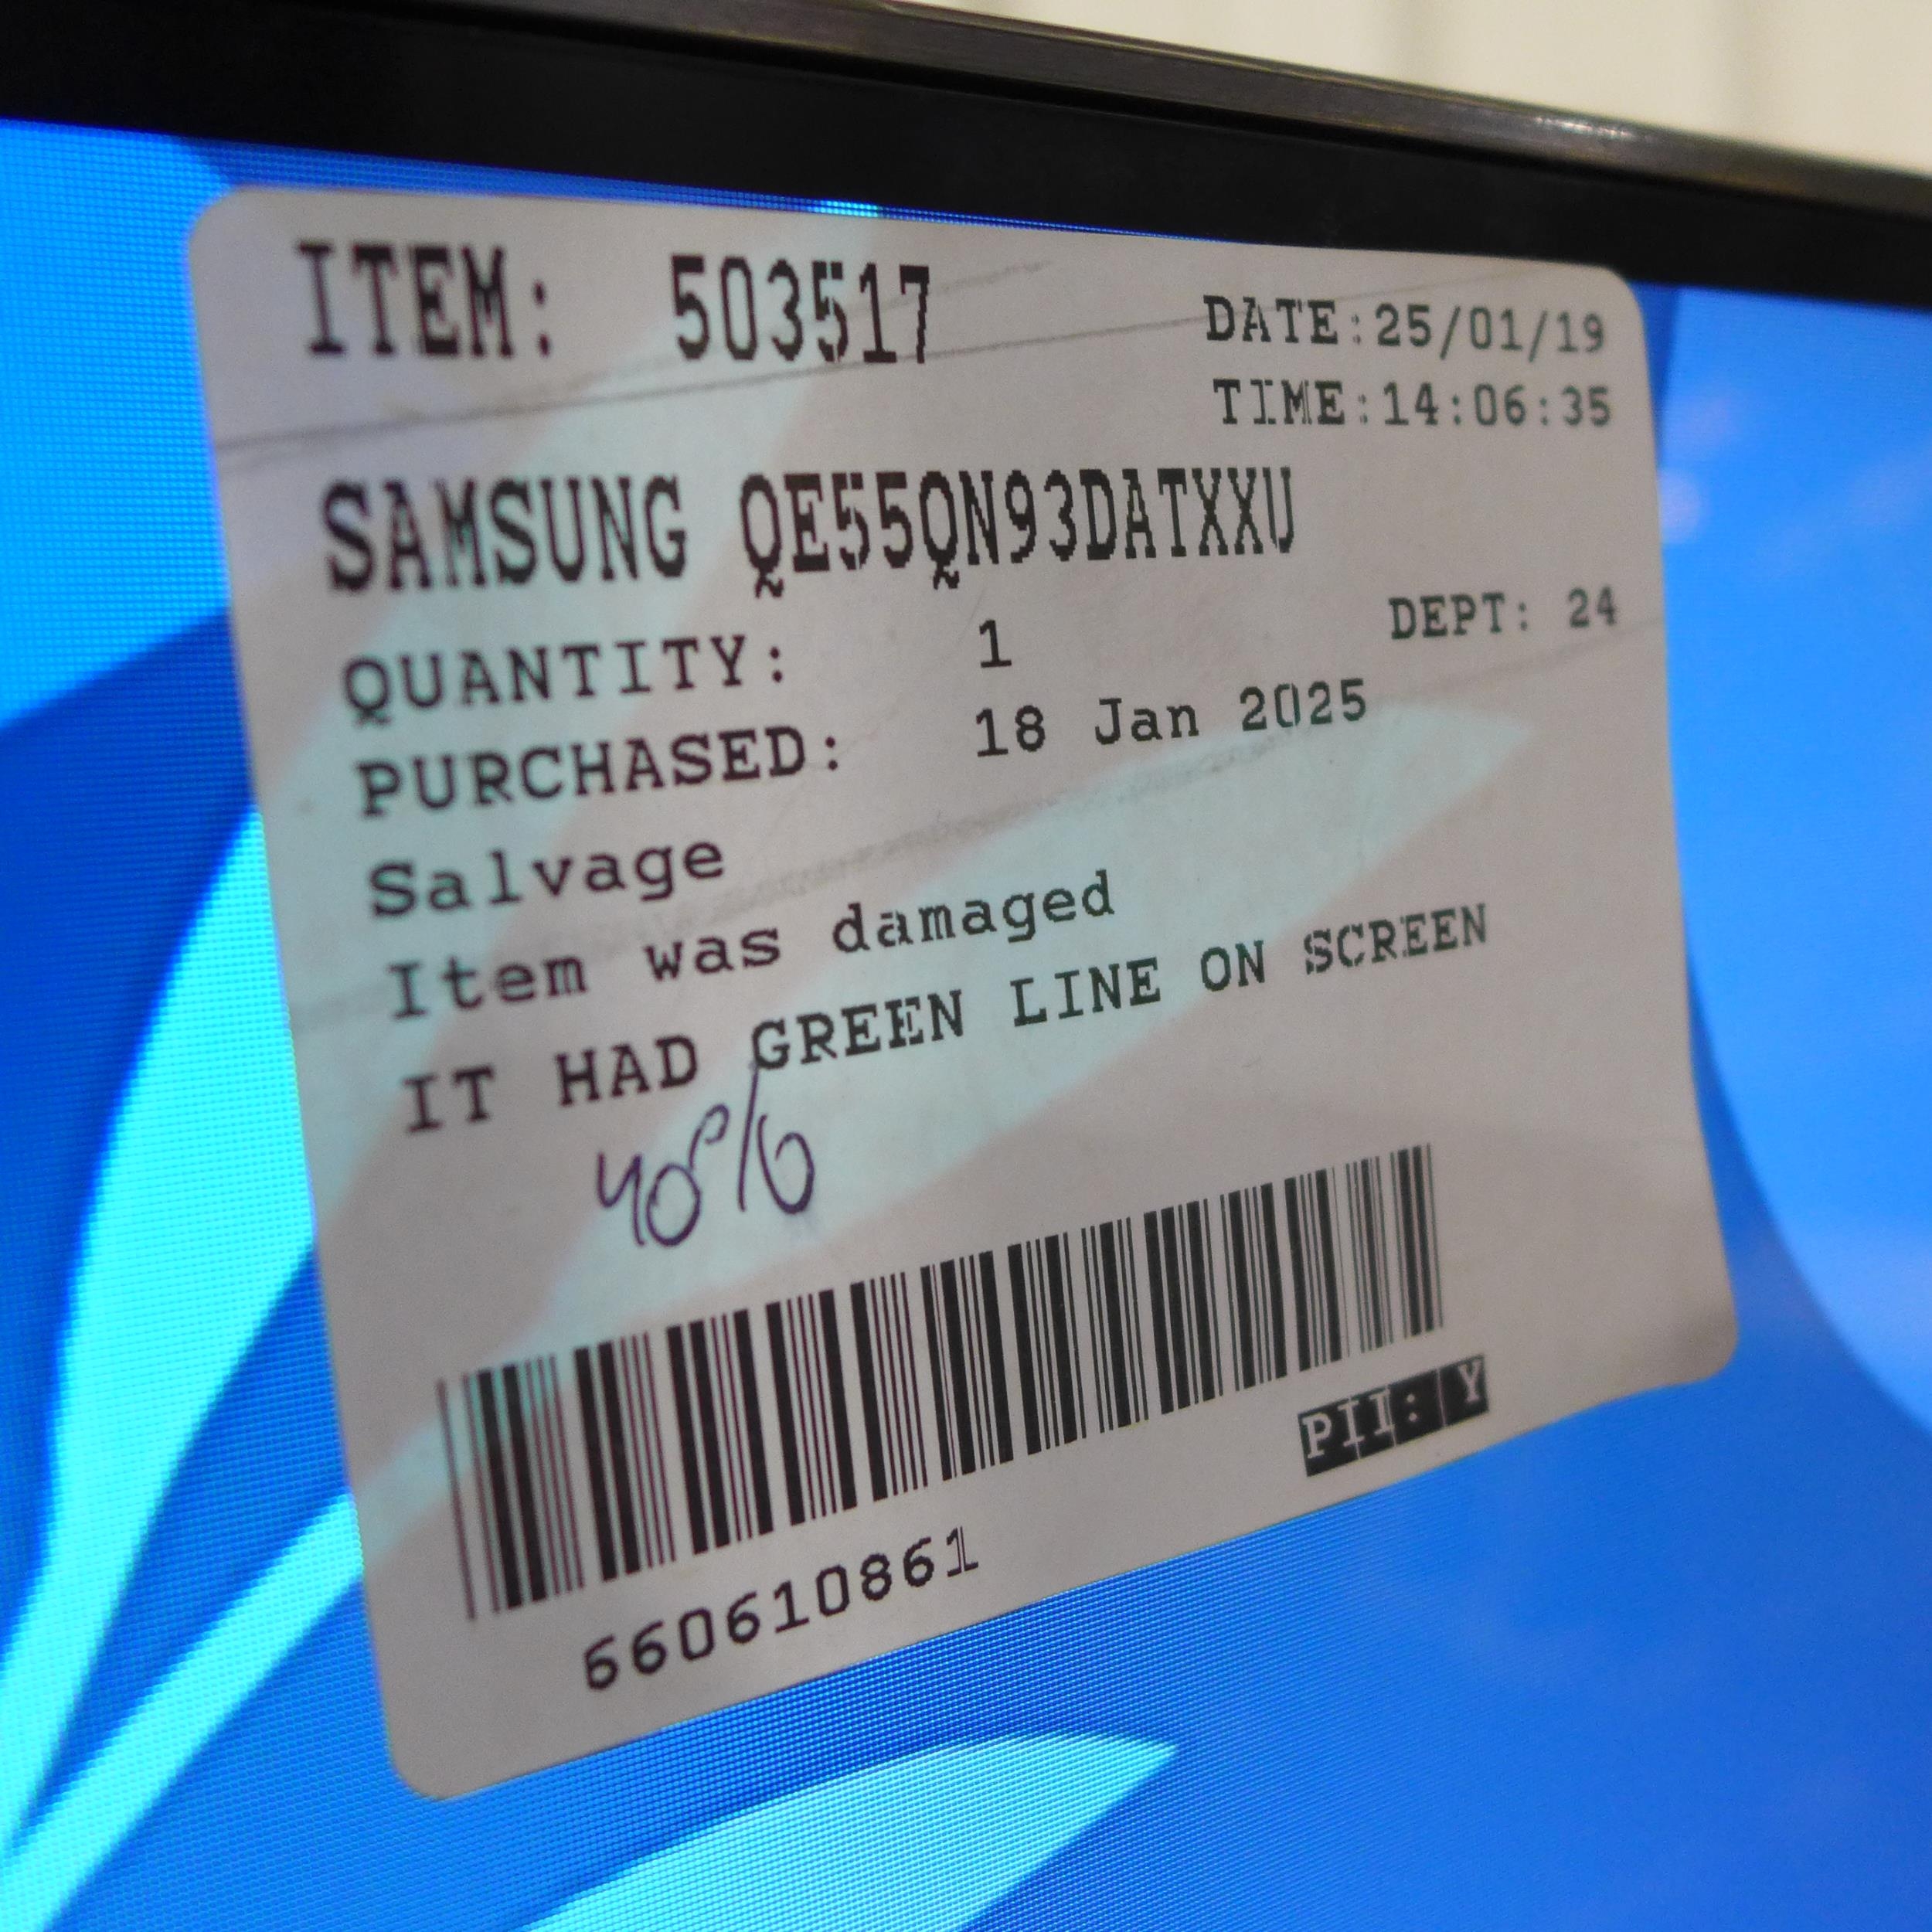 ITEM: 503517
DATE:25/01/19
TIME:14:06:35
SAMSUNG QE55QN93DATXXU
DEPT: 24
QUANTITY: 1
PURCHASED: 18 Jan 2025
Salvage
Item was damaged
IT HAD GREEN LINE ON SCREEN
40%
660610861
PII: Y